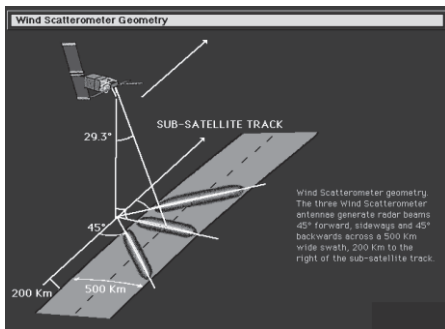 Wind Scatterometer Geometry
SUB-SATELLITE TRACK
29.3°
Wind Scatterometer geometry.
The three Wind Scatterometer
antennae generate radar beams
45° forward, sideways and 45°
backwards across a 500 Km
wide swath, 200 Km to the
right of the sub-satellite track.
45°
500 Km
200 Km